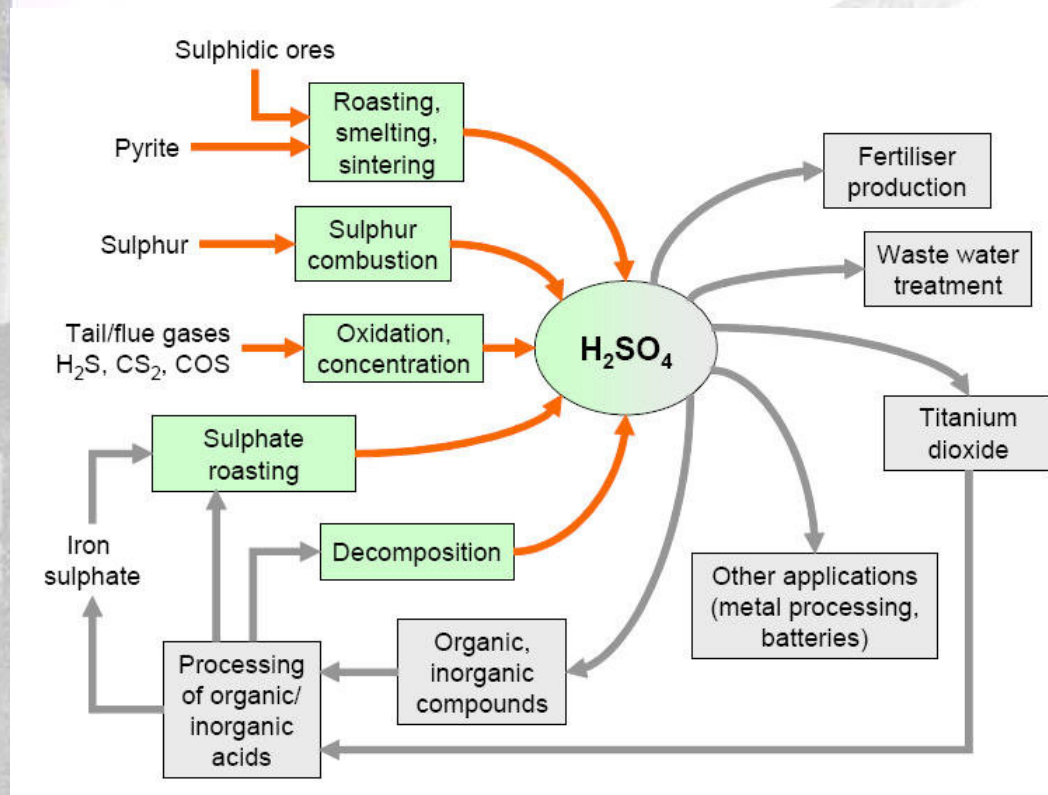 Sulphidic ores
Pyrite
Roasting,
smelting,
sintering
Sulphur
Sulphur
combustion
Tail/flue gases
H₂S, CS₂, COS
Oxidation,
concentration
Sulphate
roasting
Iron
sulphate
Decomposition
Processing
of organic/
inorganic
acids
Organic,
inorganic
compounds
H₂SO₄
Fertiliser
production
Waste water
treatment
Titanium
dioxide
Other applications
(metal processing,
batteries)